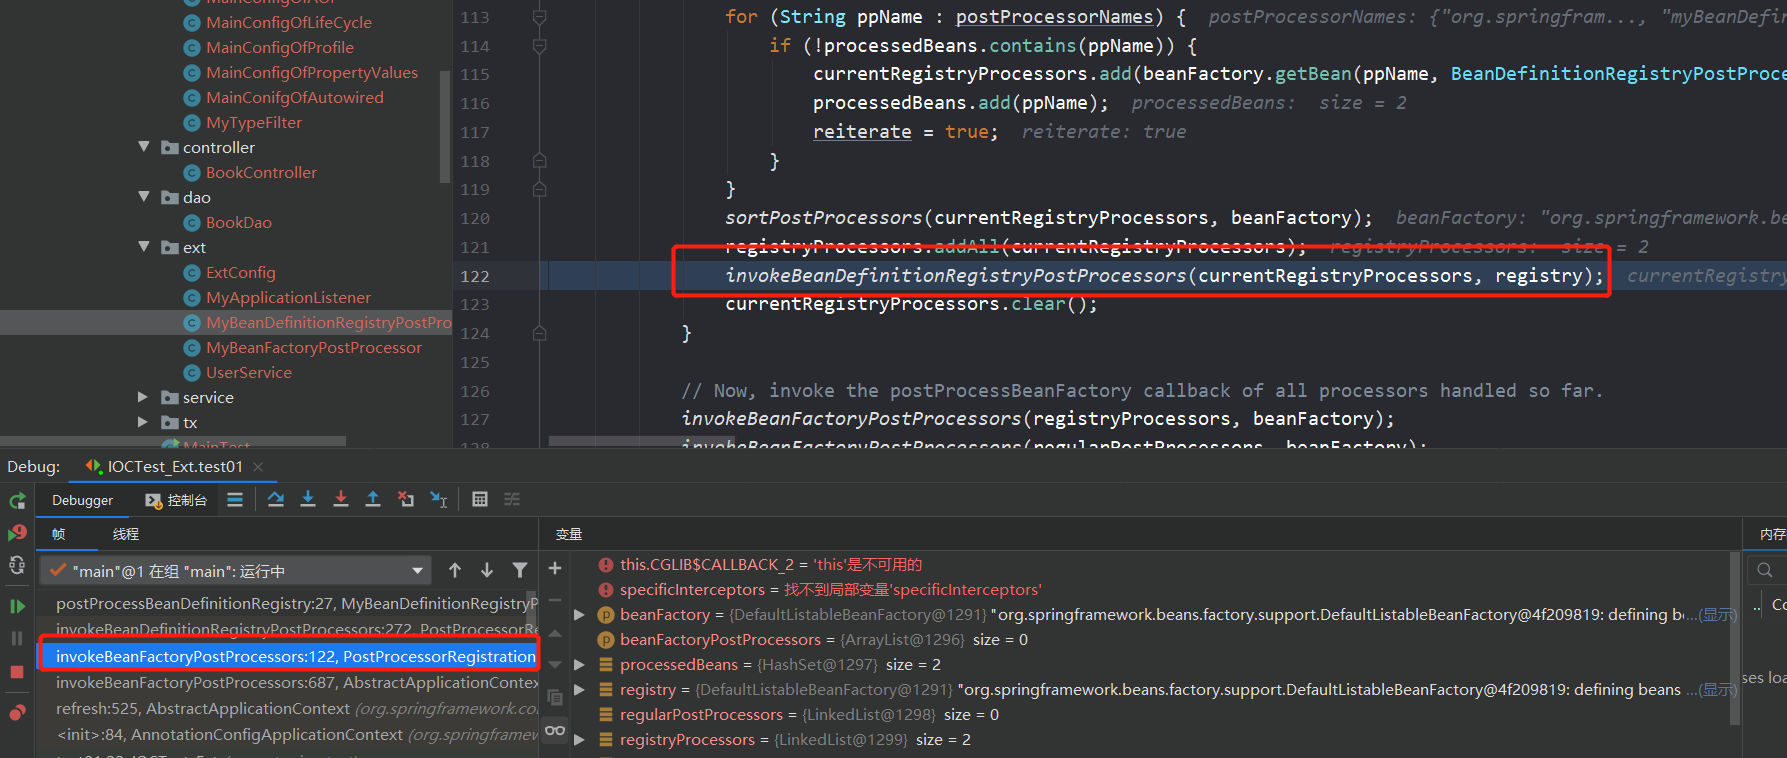 MainConfigOfAOP
MainConfigOfLifeCycle
MainConfigOfProfile
MainConfigOfPropertyValues
MainConifgOfAutowired
MyTypeFilter
controller
BookController
dao
BookDao
ext
ExtConfig
MyApplicationListener
MyBeanDefinitionRegistryPostPro
MyBeanFactoryPostProcessor
UserService
service
tx
MainTest
113 for (String ppName : postProcessorNames) { postProcessorNames: {"org.springfram..., "myBeanDefin
114 if (!processedBeans.contains(ppName)) {
115 currentRegistryProcessors.add(beanFactory.getBean(ppName, BeanDefinitionRegistryPostProce
116 processedBeans.add(ppName); processedBeans: size = 2
117 reiterate = true; reiterate: true
118 }
119 }
120 sortPostProcessors(currentRegistryProcessors, beanFactory); beanFactory: "org.springframework.be
121 registryProcessors.addAll(currentRegistryProcessors); registryProcessors: size = 2
122 invokeBeanDefinitionRegistryPostProcessors(currentRegistryProcessors, registry); currentRegistry
123 currentRegistryProcessors.clear();
124 }
125
126 // Now, invoke the postProcessBeanFactory callback of all processors handled so far.
127 invokeBeanFactoryPostProcessors(registryProcessors, beanFactory);
128 invokeBeanFactoryPostProcessors(regularPostProcessors, beanFactory);
Debug: IOCTest_Ext.test01
Debugger 控制台
帧 线程
"main"@1 在组 "main": 运行中
postProcessBeanDefinitionRegistry:27, MyBeanDefinitionRegistryP
invokeBeanDefinitionRegistryPostProcessors:272, PostProcessorRe
invokeBeanFactoryPostProcessors:122, PostProcessorRegistration
invokeBeanFactoryPostProcessors:687, AbstractApplicationContex
refresh:525, AbstractApplicationContext (org.springframework.co
<init>:84, AnnotationConfigApplicationContext (org.springframew
变量
this.CGLIB$CALLBACK_2 = 'this'是不可用的
specificInterceptors = 找不到局部变量'specificInterceptors'
beanFactory = {DefaultListableBeanFactory@1291} "org.springframework.beans.factory.support.DefaultListableBeanFactory@4f209819: defining be...(显示)
beanFactoryPostProcessors = {ArrayList@1296} size = 0
processedBeans = {HashSet@1297} size = 2
registry = {DefaultListableBeanFactory@1291} "org.springframework.beans.factory.support.DefaultListableBeanFactory@4f209819: defining beans ...(显示)
regularPostProcessors = {LinkedList@1298} size = 0
registryProcessors = {LinkedList@1299} size = 2
内存
.. Co
ses loa